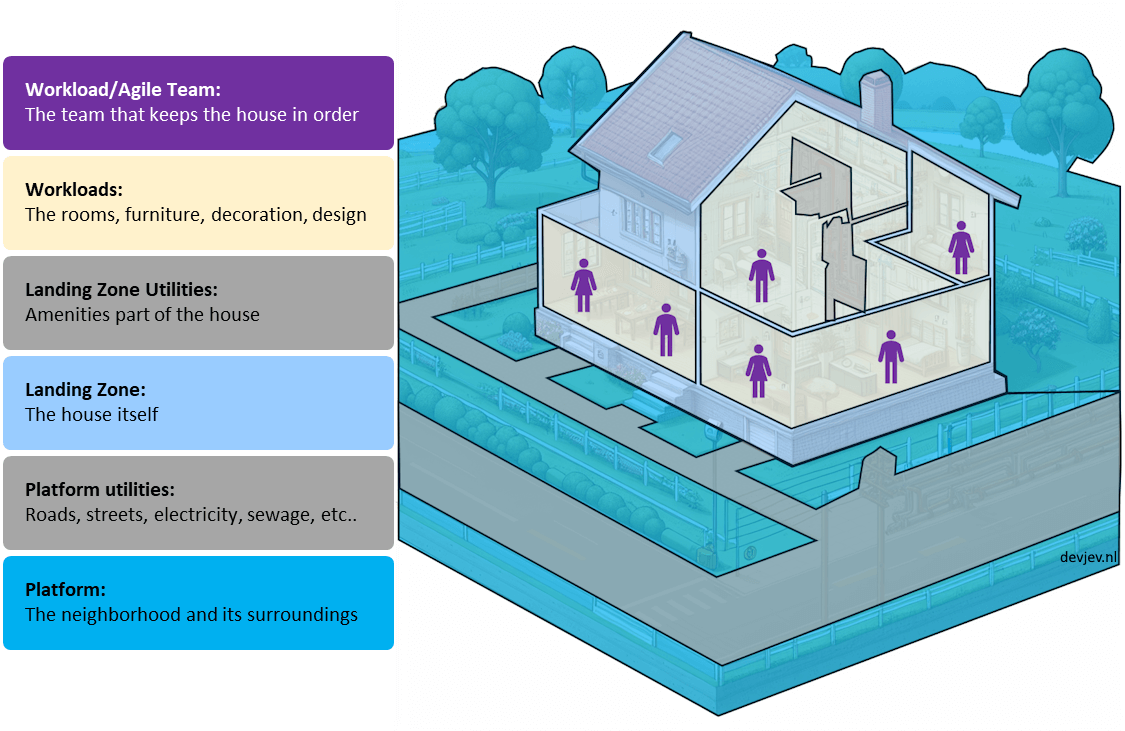 Workload/Agile Team:
The team that keeps the house in order
Workloads:
The rooms, furniture, decoration, design
Landing Zone Utilities:
Amenities part of the house
Landing Zone:
The house itself
Platform utilities:
Roads, streets, electricity, sewage, etc..
Platform:
The neighborhood and its surroundings
devjev.nl